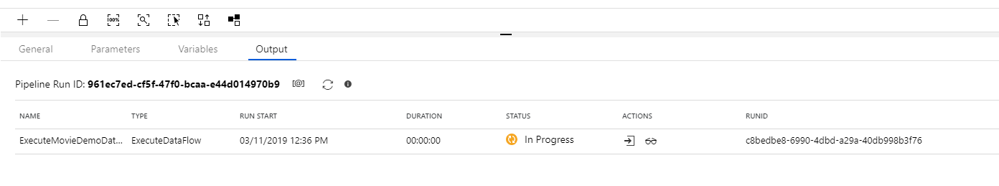 100%
General Parameters Variables Output
Pipeline Run ID: 961ec7ed-cf5f-47f0-bcaa-e44d014970b9 [@]
NAME TYPE RUN START DURATION STATUS ACTIONS RUNID
ExecuteMovieDemoDat... ExecuteDataFlow 03/11/2019 12:36 PM 00:00:00 In Progress c8bedbe8-6990-4dbd-a29a-40db998b3f76